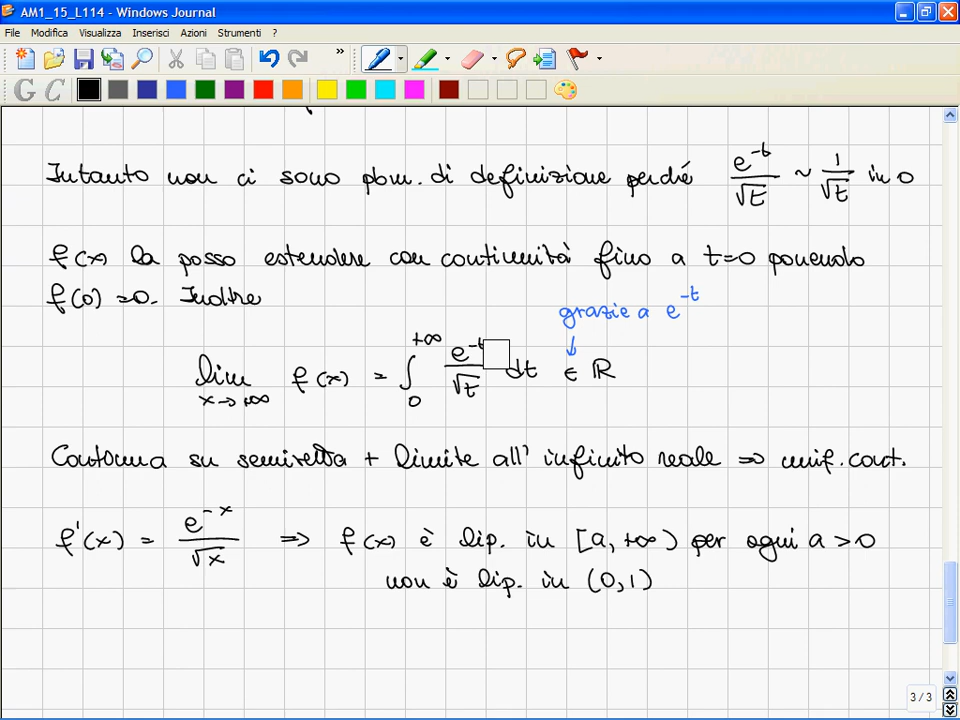 AM1_15_L114 - Windows Journal
File Modifica Visualizza Inserisci Azioni Strumenti ?
G C
Intanto non ci sono pbm. di definizione perché e^{-t}/√t ~ 1/√t in 0
f(x) la posso estendere con continuità fino a t=0 ponendo
f(0)=0. Inoltre
grazie a e^{-t}
lim_{x→+∞} f(x) = ∫_0^{+∞} e^{-t}/√t dt ∈ ℝ
Continua su semiretta + limite all'infinito reale ⇒ unif. cont.
f'(x) = e^{-x}/√x ⇒ f(x) è lip. in [a,+∞) per ogni a>0
non è lip. in (0,1)
3 / 3